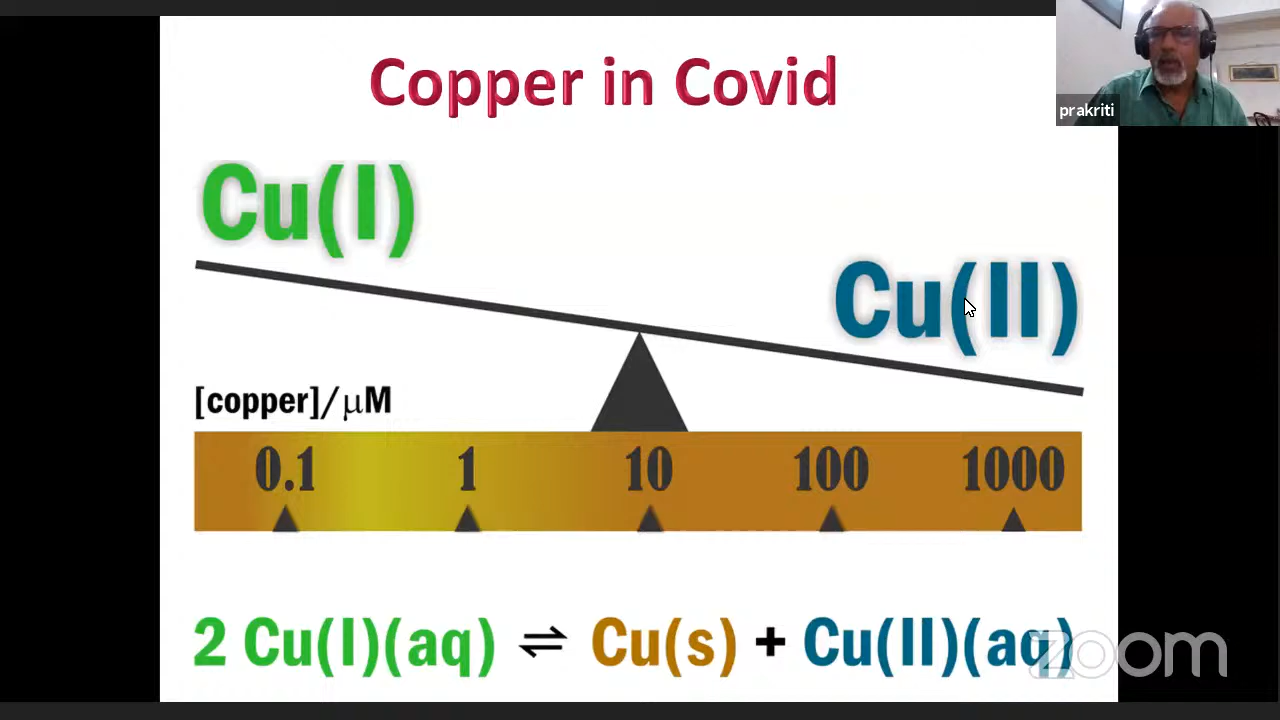 Copper in Covid
prakriti
Cu(I)
Cu(II)
[copper]/μM
0.1 1 10 100 1000
2 Cu(I)(aq) ⇌ Cu(s) + Cu(II)(aq)
zoom